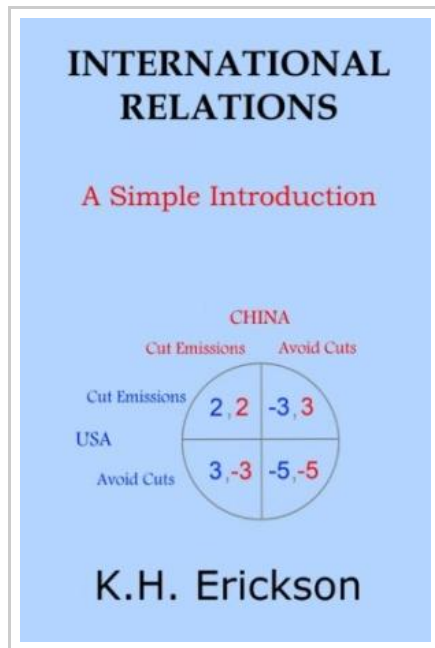 INTERNATIONAL
RELATIONS
A Simple Introduction
CHINA
Cut Emissions Avoid Cuts
Cut Emissions 2,2 -3,3
USA
Avoid Cuts 3,-3 -5,-5
K.H. Erickson